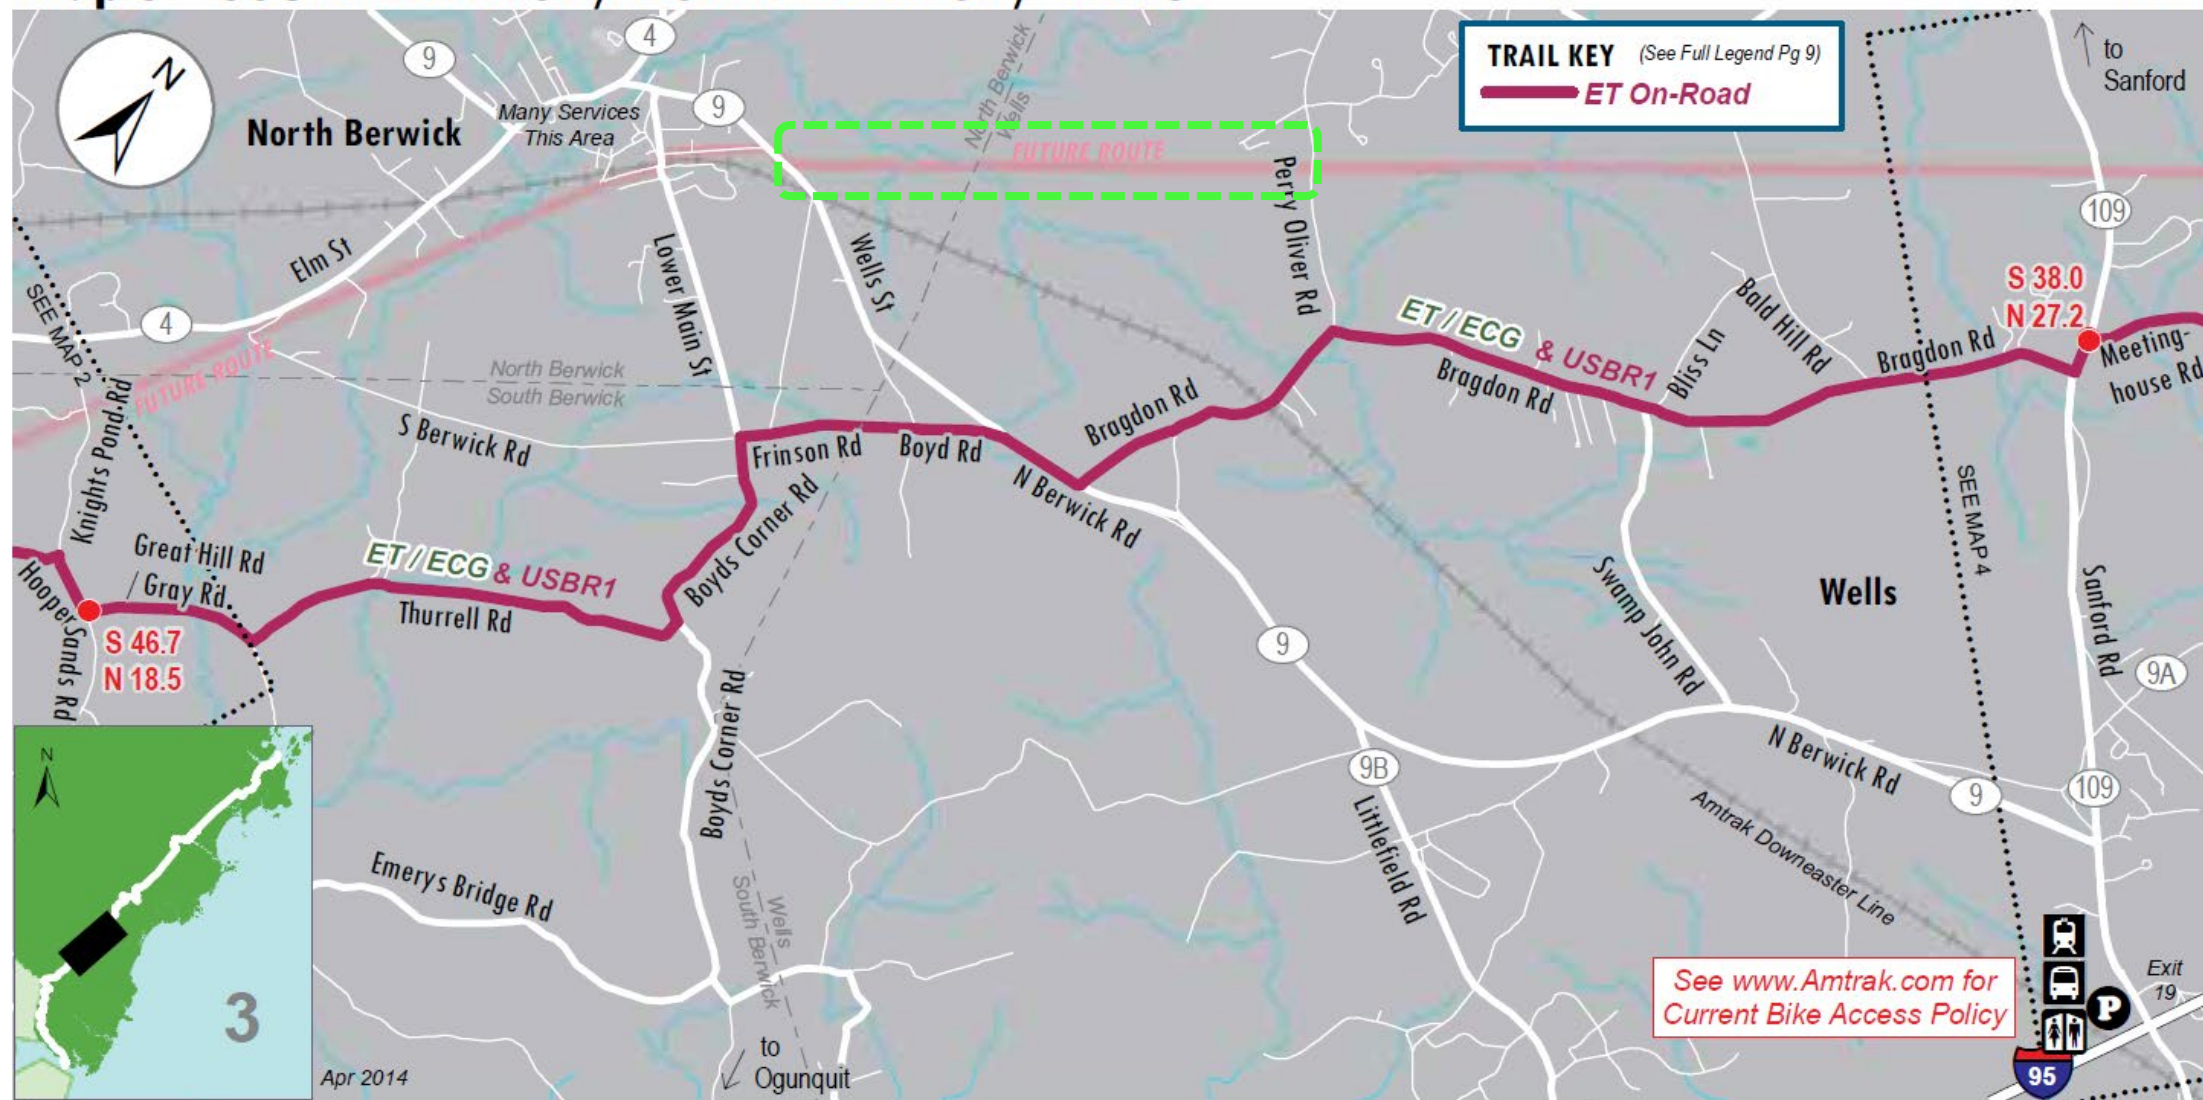 TRAIL KEY (See Full Legend Pg 9)
ET On-Road
to
Sanford
N
North Berwick
9
4
Many Services
This Area
9
North Berwick
Wells
FUTURE ROUTE
Perry Oliver Rd
109
Elm St
Lower Main St
Wells St
SEE MAP 2
4
FUTURE ROUTE
Knights Pond Rd
North Berwick
South Berwick
S Berwick Rd
ET / ECG & USBR1
Bragdon Rd
Bliss Ln
Bald Hill Rd
Bragdon Rd
S 38.0
N 27.2
Meeting-
house Rd
Frinson Rd
Boyd Rd
Bragdon Rd
N Berwick Rd
SEE MAP 4
Great Hill Rd
Gray Rd
Hooper Sands Rd
S 46.7
N 18.5
ET / ECG & USBR1
Thurrell Rd
Boyds Corner Rd
Swamp John Rd
Wells
Sanford Rd
9A
9
Boyds Corner Rd
9B
Littlefield Rd
N Berwick Rd
9
109
Amtrak Downeaster Line
Emerys Bridge Rd
Wells
South Berwick
N
3
Apr 2014
to
Ogunquit
See www.Amtrak.com for
Current Bike Access Policy
P
Exit
19
95